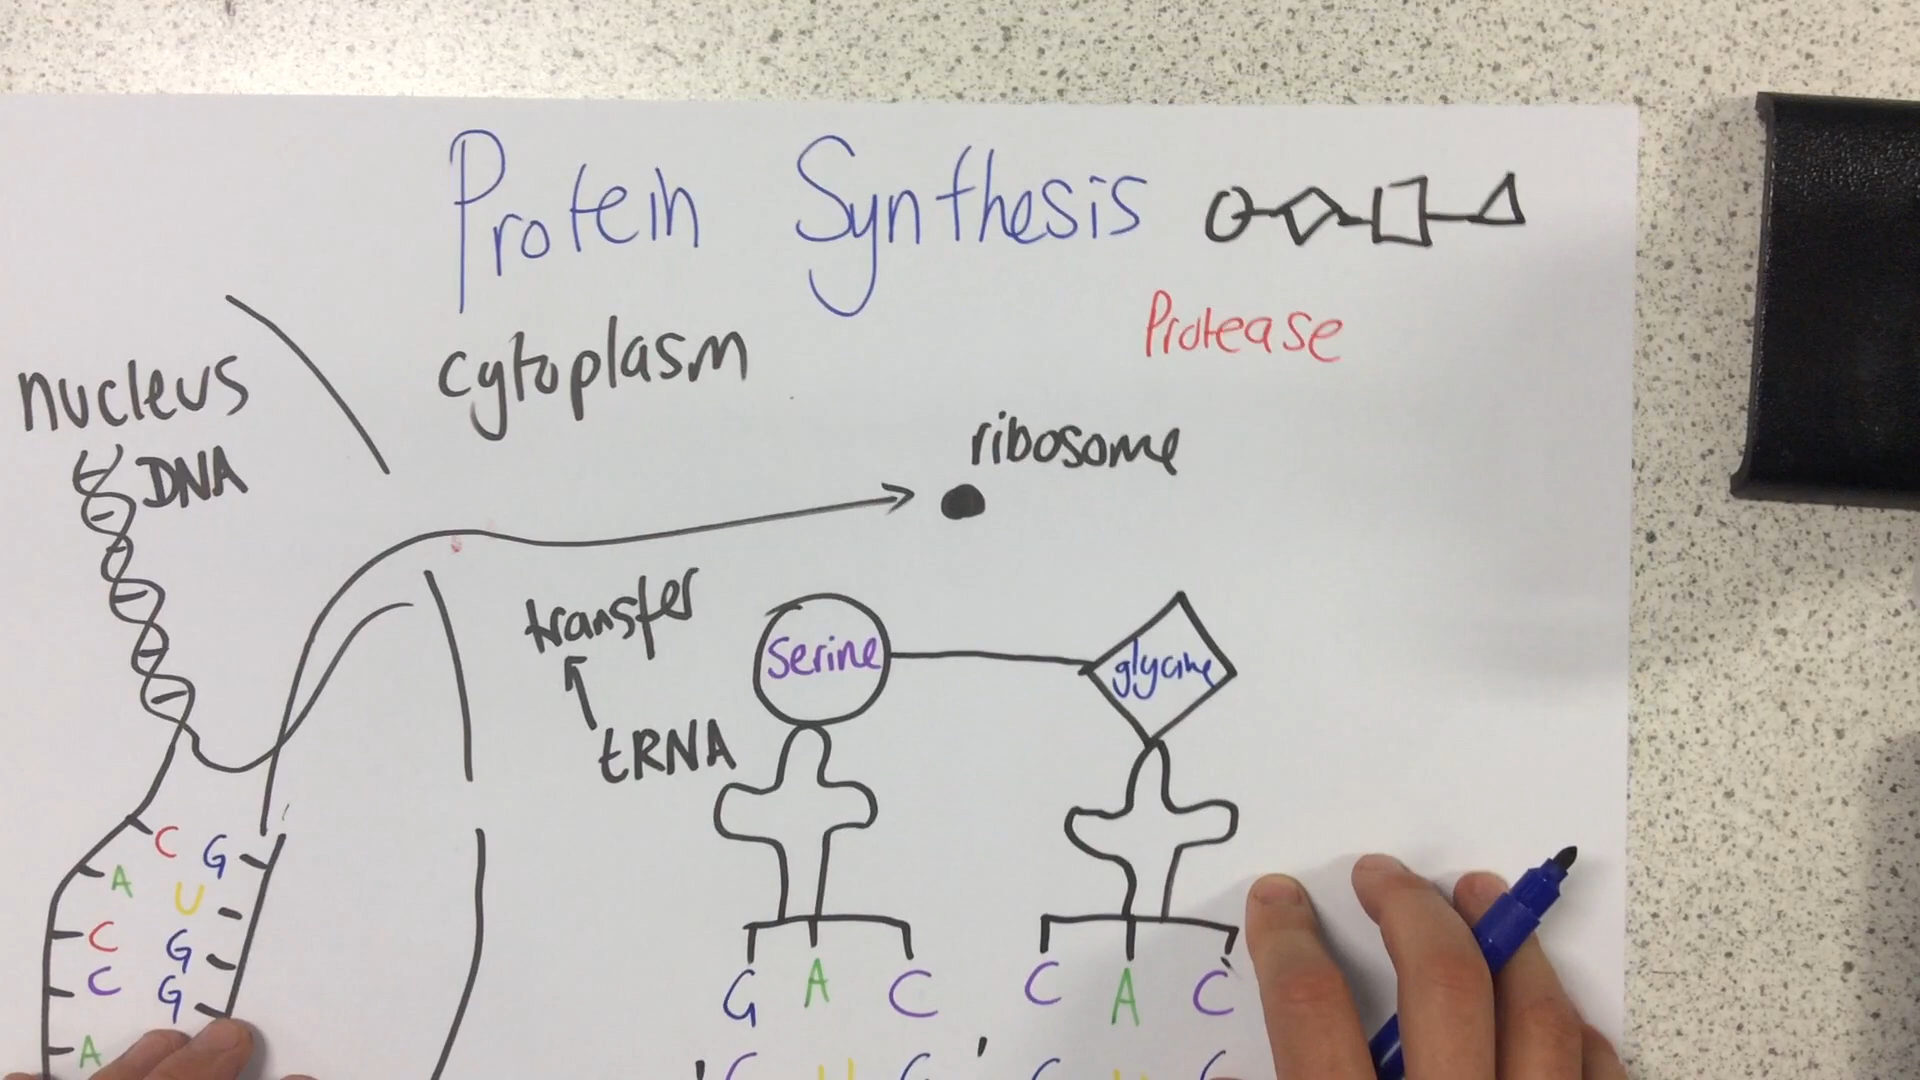 Protein Synthesis
Protease
cytoplasm
nucleus
DNA
ribosome
transfer
tRNA
serine
glycine
C G
A U
C G
C G
A
G A C
C A C